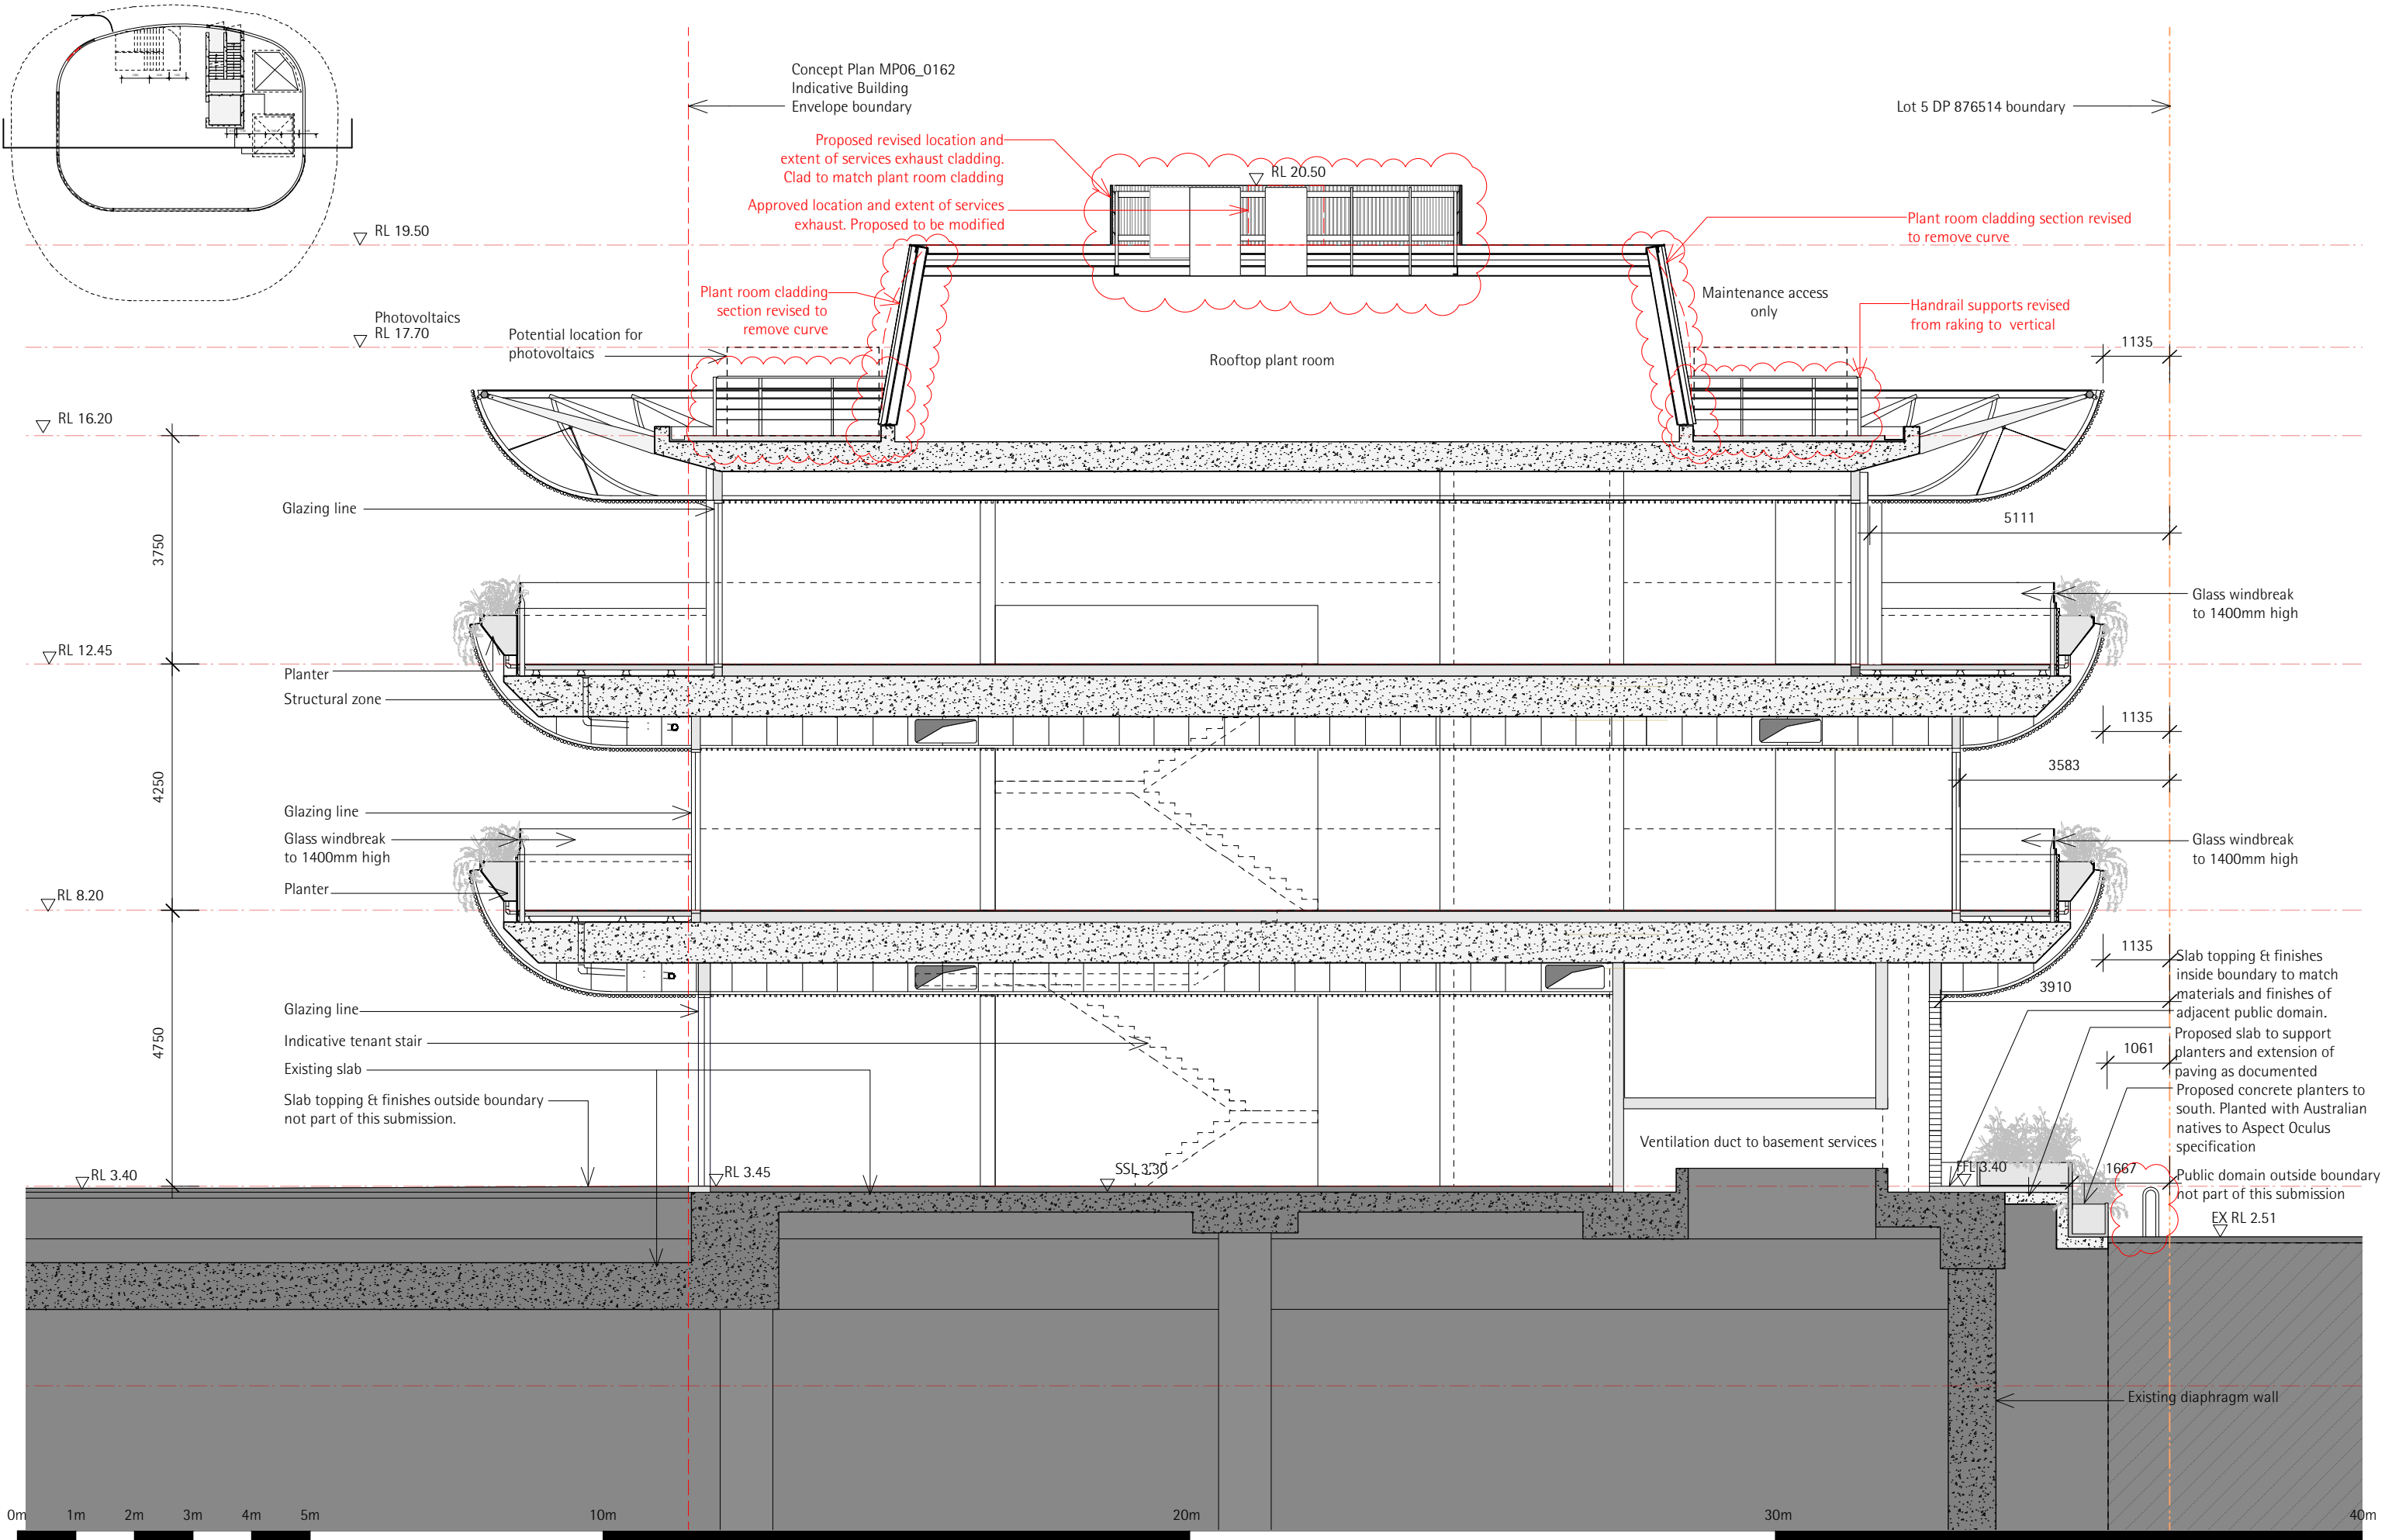 Concept Plan MP06_0162
Indicative Building
Envelope boundary
Lot 5 DP 876514 boundary
Proposed revised location and
extent of services exhaust cladding.
Clad to match plant room cladding
RL 20.50
Approved location and extent of services
exhaust. Proposed to be modified
Plant room cladding section revised
to remove curve
RL 19.50
Plant room cladding
section revised to
remove curve
Maintenance access
only
Handrail supports revised
from raking to vertical
Photovoltaics
RL 17.70
Potential location for
photovoltaics
1135
Rooftop plant room
RL 16.20
Glazing line
5111
3750
Glass windbreak
to 1400mm high
RL 12.45
Planter
Structural zone
1135
3583
4250
Glazing line
Glass windbreak
to 1400mm high
Glass windbreak
to 1400mm high
Planter
RL 8.20
1135
Slab topping & finishes
inside boundary to match
materials and finishes of
adjacent public domain.
3910
Glazing line
Indicative tenant stair
4750
Proposed slab to support
planters and extension of
paving as documented
1061
Existing slab
Slab topping & finishes outside boundary
not part of this submission.
Proposed concrete planters to
south. Planted with Australian
natives to Aspect Oculus
specification
Ventilation duct to basement services
RL 3.40
RL 3.45
SSL 3.30
FFL 3.40
1667
Public domain outside boundary
not part of this submission
EX RL 2.51
Existing diaphragm wall
0m
1m
2m
3m
4m
5m
10m
20m
30m
40m